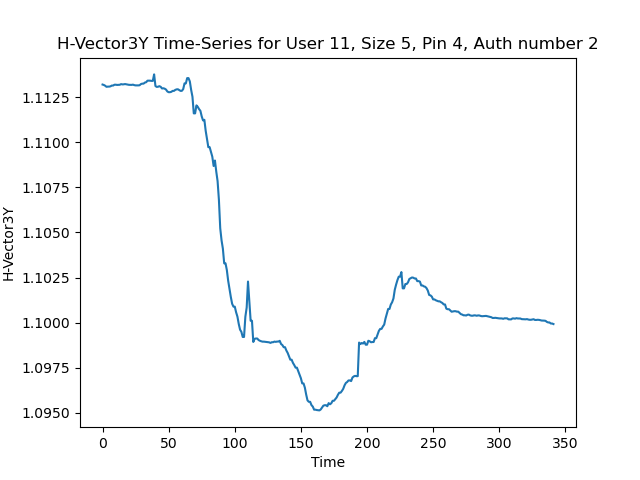 H-Vector3Y Time-Series for User 11, Size 5, Pin 4, Auth number 2
1.1125
1.1100
1.1075
1.1050
1.1025
1.1000
1.0975
1.0950
H-Vector3Y
0 50 100 150 200 250 300 350
Time